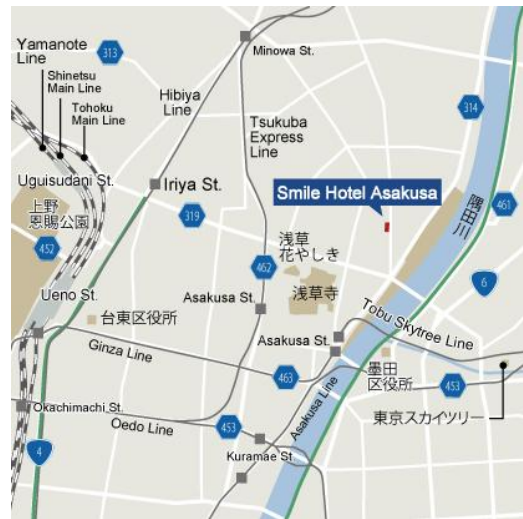 Yamanote
Line
Shinetsu
Main Line
Tohoku
Main Line
313
Minowa St.
Hibiya
Line
Tsukuba
Express
Line
314
Uguisudani St.
Iriya St.
Smile Hotel Asakusa
上野
恩賜公園
319
隅田川
461
452
浅草
花やしき
462
浅草寺
6
Ueno St.
Asakusa St.
台東区役所
Tobu Skytree Line
Ginza Line
Asakusa St.
463
墨田
区役所
453
Asakusa Line
東京スカイツリー
Okachimachi St.
Oedo Line
453
4
Kuramae St.